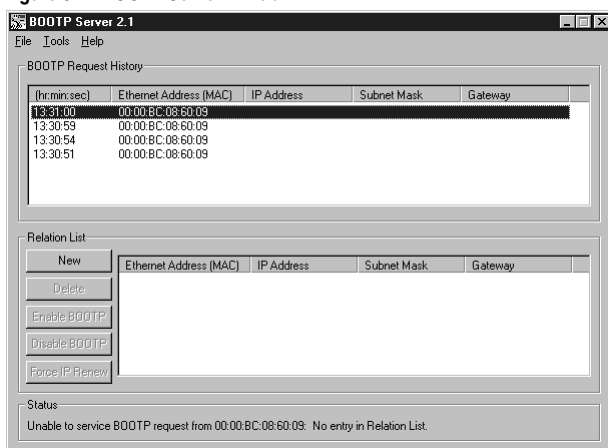 BOOTP Server 2.1
File Tools Help
BOOTP Request History
(hr:min:sec) Ethernet Address (MAC) IP Address Subnet Mask Gateway
13:31:00 00:00:BC:08:60:09
13:30:59 00:00:BC:08:60:09
13:30:54 00:00:BC:08:60:09
13:30:51 00:00:BC:08:60:09
Relation List
New
Delete
Enable BOOTP
Disable BOOTP
Force IP Renew
Ethernet Address (MAC) IP Address Subnet Mask Gateway
Status
Unable to service BOOTP request from 00:00:BC:08:60:09: No entry in Relation List.